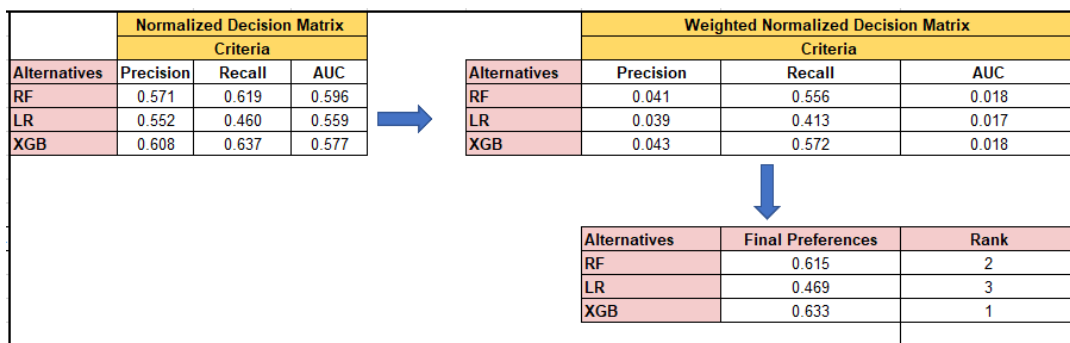 Normalized Decision Matrix
Criteria
Alternatives Precision Recall AUC
RF 0.571 0.619 0.596
LR 0.552 0.460 0.559
XGB 0.608 0.637 0.577
Weighted Normalized Decision Matrix
Criteria
Alternatives Precision Recall AUC
RF 0.041 0.556 0.018
LR 0.039 0.413 0.017
XGB 0.043 0.572 0.018
Alternatives Final Preferences Rank
RF 0.615 2
LR 0.469 3
XGB 0.633 1